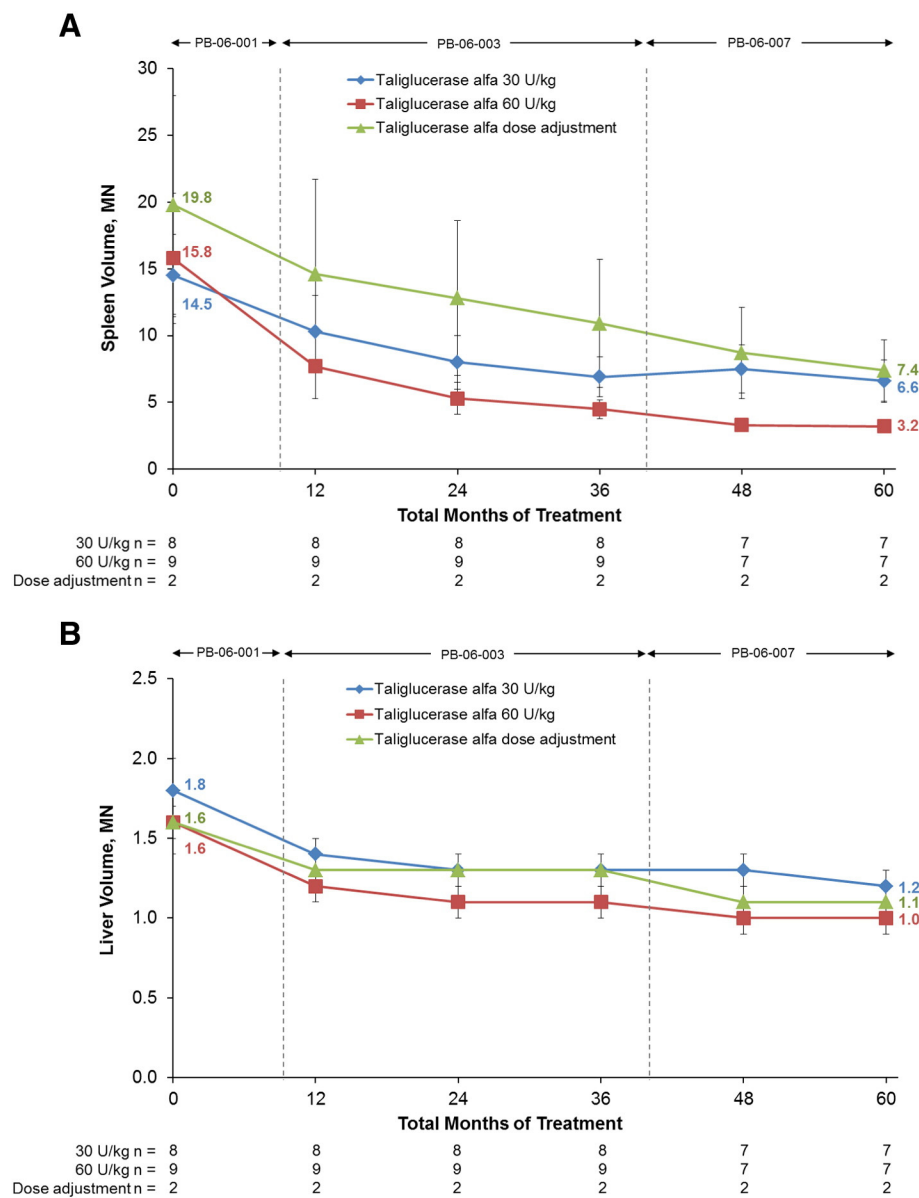 A
PB-06-001 PB-06-003 PB-06-007
30
25
20
15
10
5
0
Spleen Volume, MN
Taliglucerase alfa 30 U/kg
Taliglucerase alfa 60 U/kg
Taliglucerase alfa dose adjustment
19.8
15.8
14.5
7.4
6.6
3.2
0 12 24 36 48 60
Total Months of Treatment
30 U/kg n = 8 8 8 8 7 7
60 U/kg n = 9 9 9 9 7 7
Dose adjustment n = 2 2 2 2 2 2
B
PB-06-001 PB-06-003 PB-06-007
2.5
2.0
1.5
1.0
0.5
0.0
Liver Volume, MN
Taliglucerase alfa 30 U/kg
Taliglucerase alfa 60 U/kg
Taliglucerase alfa dose adjustment
1.8
1.6
1.6
1.2
1.1
1.0
0 12 24 36 48 60
Total Months of Treatment
30 U/kg n = 8 8 8 8 7 7
60 U/kg n = 9 9 9 9 7 7
Dose adjustment n = 2 2 2 2 2 2